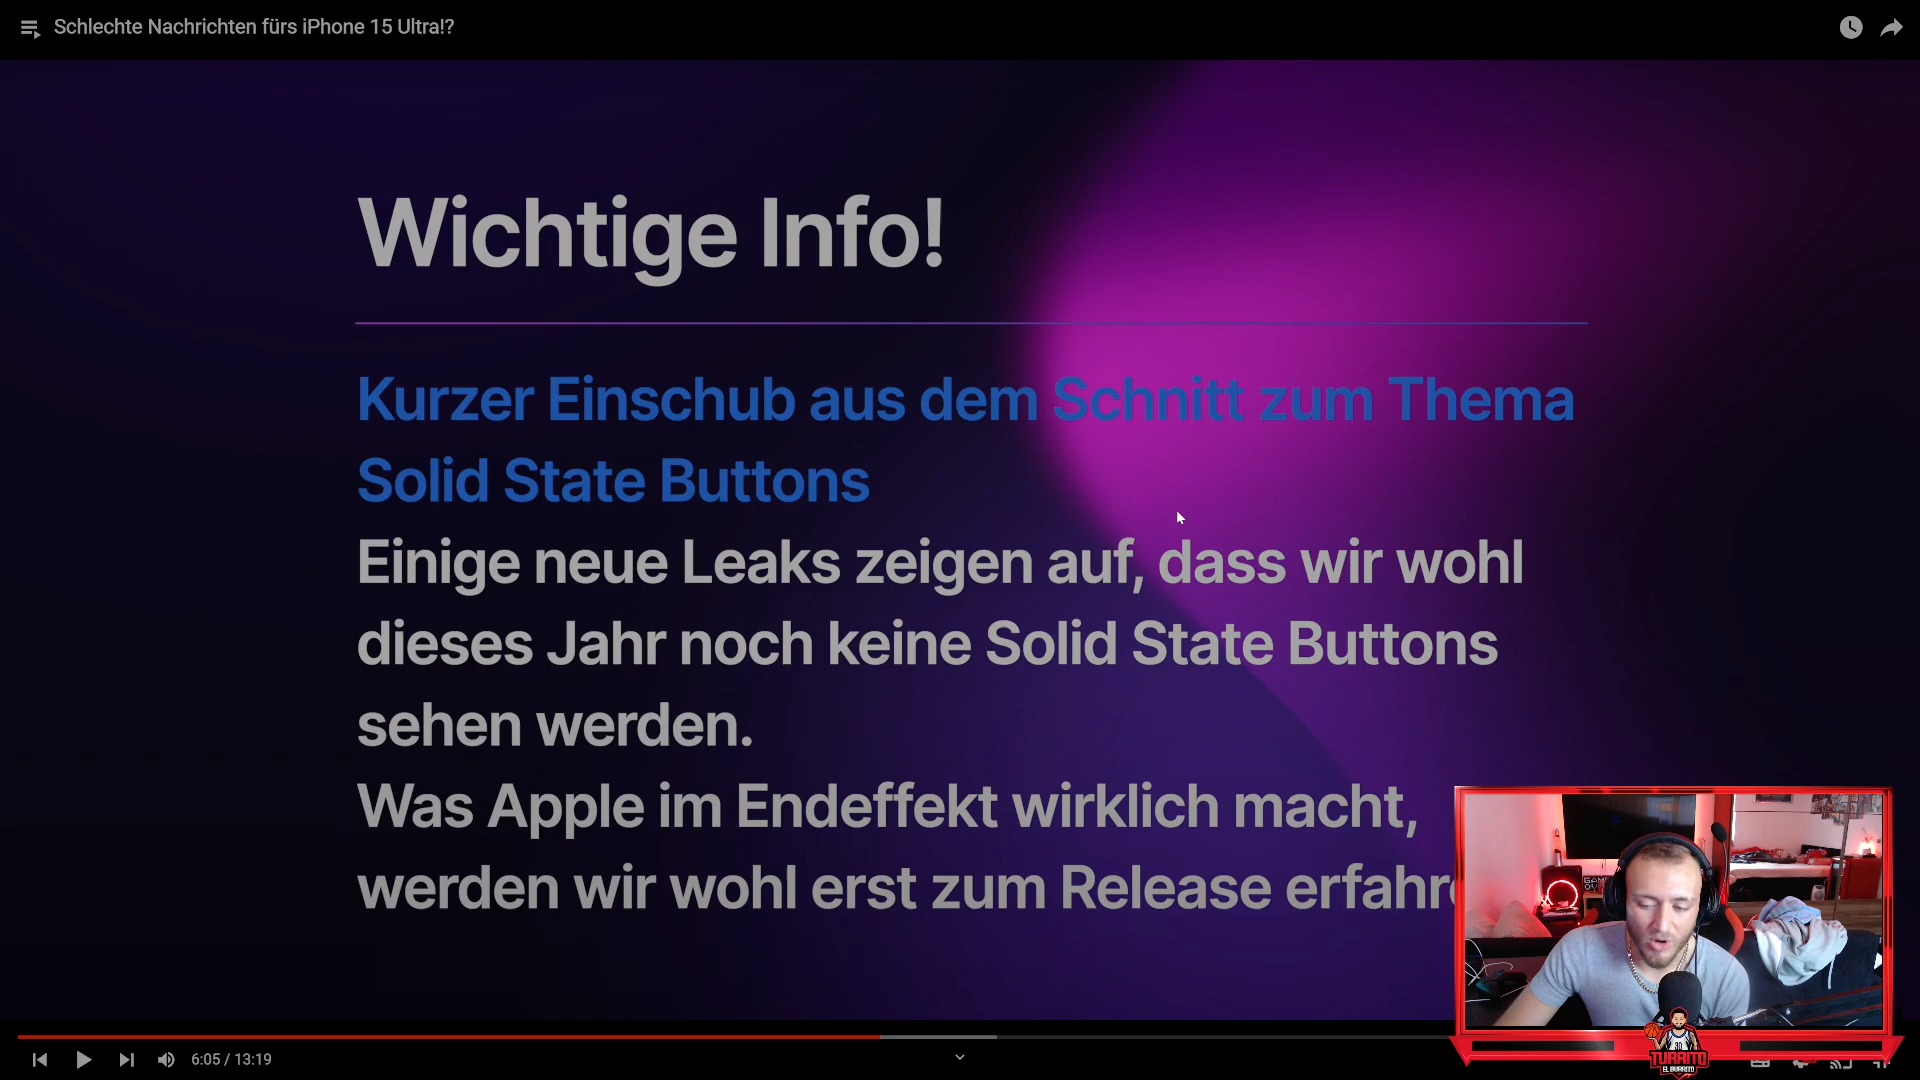 Schlechte Nachrichten fürs iPhone 15 Ultra!?
Wichtige Info!
Kurzer Einschub aus dem Schnitt zum Thema
Solid State Buttons
Einige neue Leaks zeigen auf, dass wir wohl
dieses Jahr noch keine Solid State Buttons
sehen werden.
Was Apple im Endeffekt wirklich macht,
werden wir wohl erst zum Release
6:05 / 13:19
TURRITO
EL BURRITO